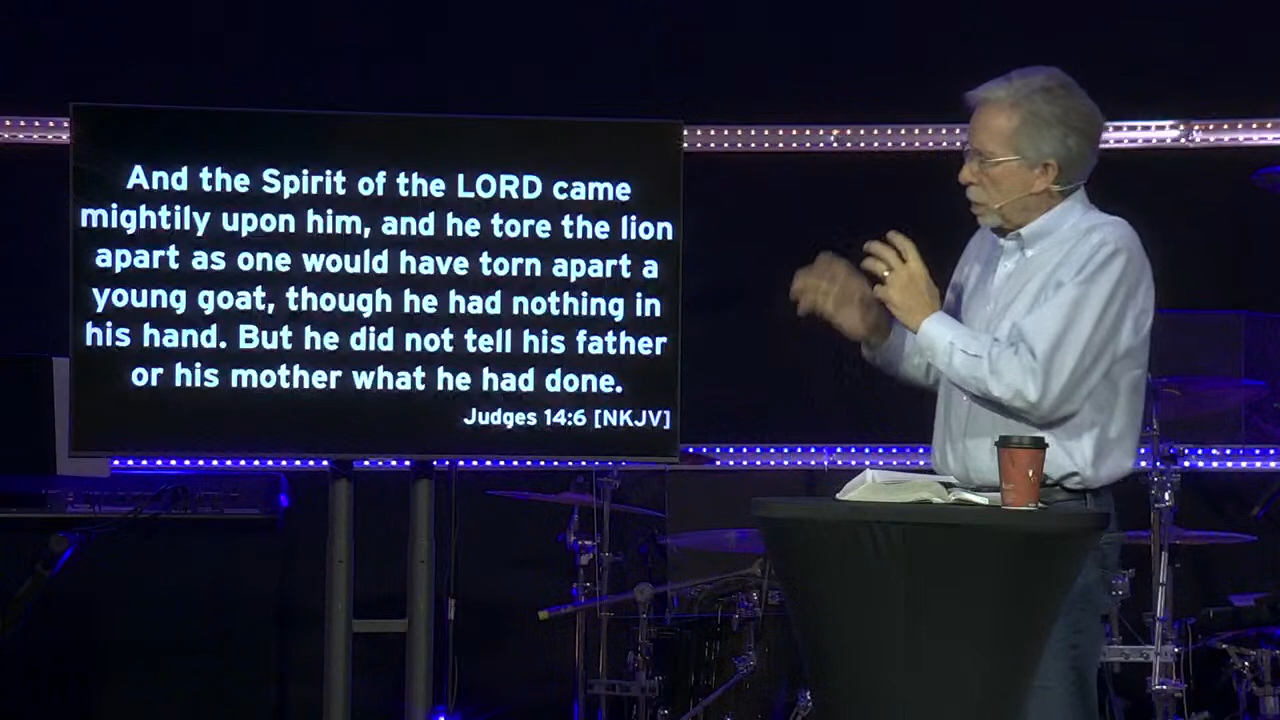 And the Spirit of the LORD came
mightily upon him, and he tore the lion
apart as one would have torn apart a
young goat, though he had nothing in
his hand. But he did not tell his father
or his mother what he had done.
Judges 14:6 [NKJV]